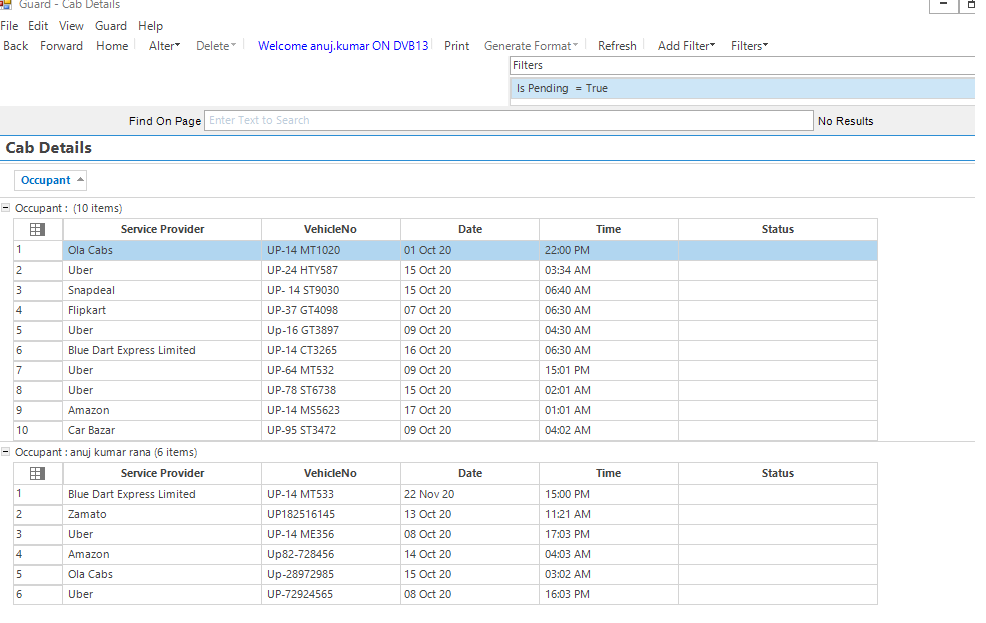 Guard - Cab Details
File Edit View Guard Help
Back Forward Home Alter Delete Welcome anuj.kumar ON DVB13 Print Generate Format Refresh Add Filter Filters
Filters
Is Pending = True
Find On Page Enter Text to Search No Results
Cab Details
Occupant
Occupant : (10 items)
Service Provider VehicleNo Date Time Status
1 Ola Cabs UP-14 MT1020 01 Oct 20 22:00 PM
2 Uber UP-24 HTY587 15 Oct 20 03:34 AM
3 Snapdeal UP- 14 ST9030 15 Oct 20 06:40 AM
4 Flipkart UP-37 GT4098 07 Oct 20 06:30 AM
5 Uber Up-16 GT3897 09 Oct 20 04:30 AM
6 Blue Dart Express Limited UP-14 CT3265 16 Oct 20 06:30 AM
7 Uber UP-64 MT532 09 Oct 20 15:01 PM
8 Uber UP-78 ST6738 15 Oct 20 02:01 AM
9 Amazon UP-14 MS5623 17 Oct 20 01:01 AM
10 Car Bazar UP-95 ST3472 09 Oct 20 04:02 AM
Occupant : anuj kumar rana (6 items)
Service Provider VehicleNo Date Time Status
1 Blue Dart Express Limited UP-14 MT533 22 Nov 20 15:00 PM
2 Zamato UP182516145 13 Oct 20 11:21 AM
3 Uber UP-14 ME356 08 Oct 20 17:03 PM
4 Amazon Up82-728456 14 Oct 20 04:03 AM
5 Ola Cabs Up-28972985 15 Oct 20 03:02 AM
6 Uber UP-72924565 08 Oct 20 16:03 PM